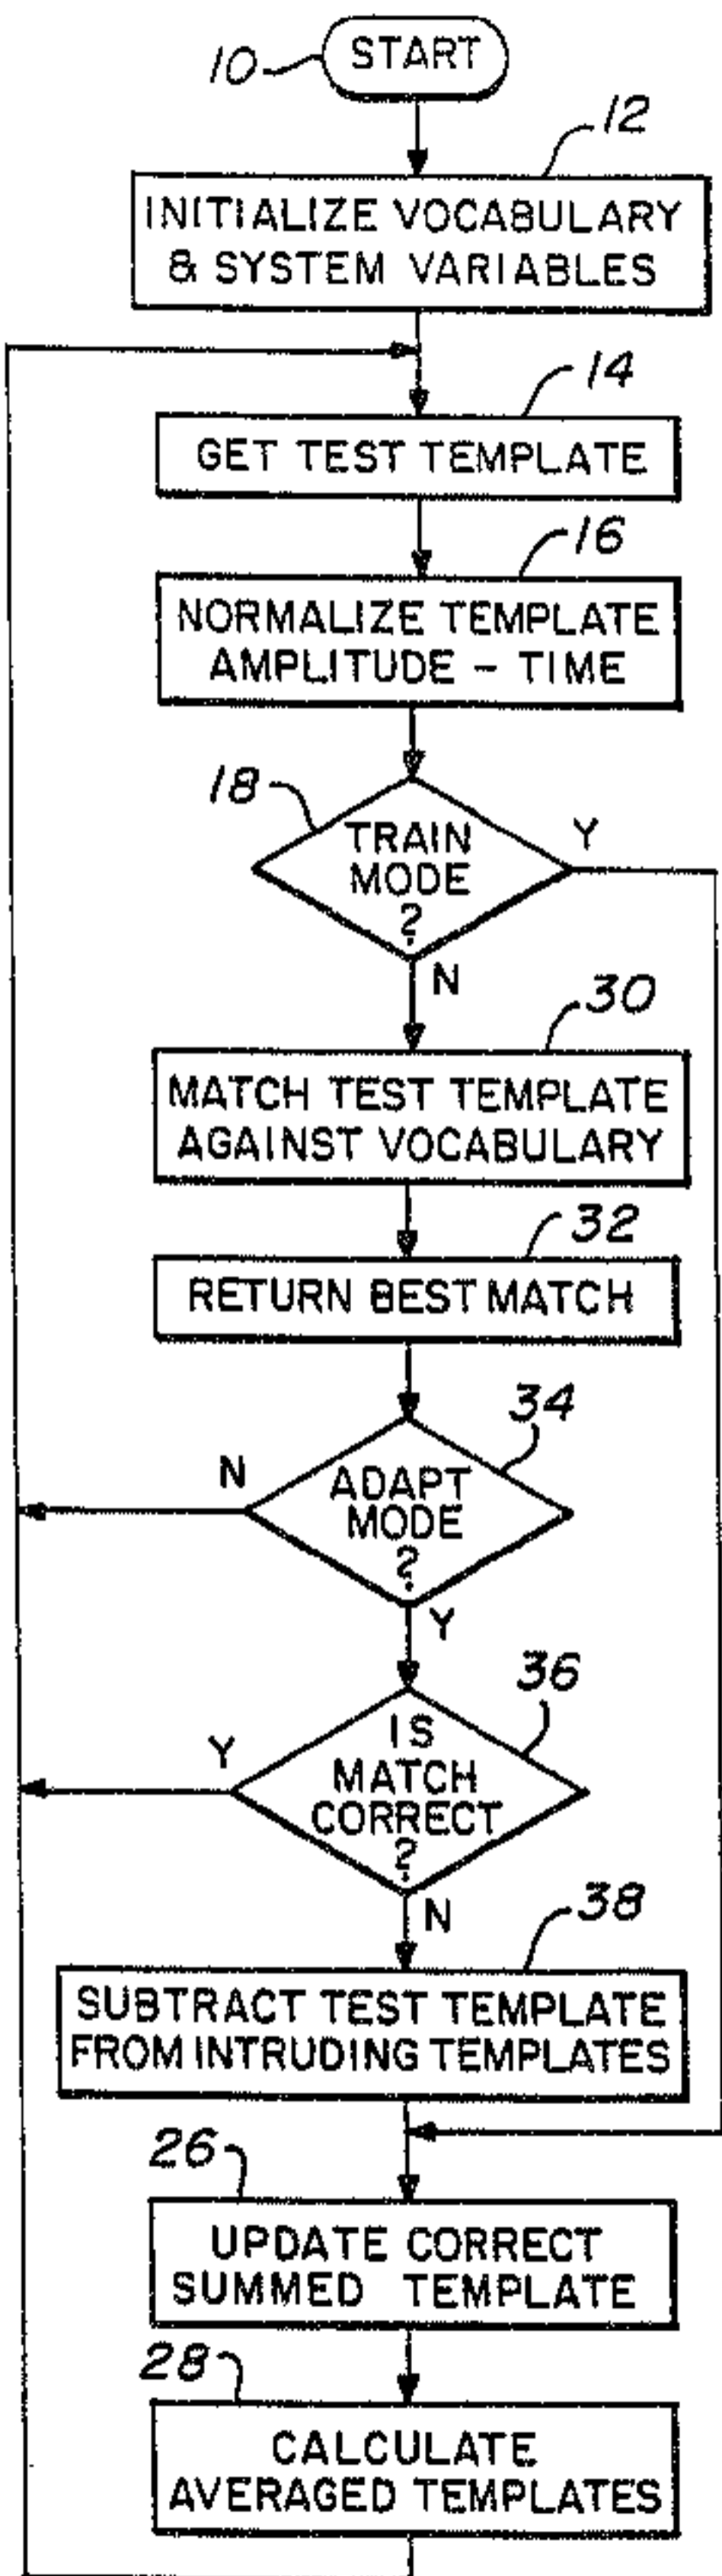 10
START
12
INITIALIZE VOCABULARY
& SYSTEM VARIABLES
14
GET TEST TEMPLATE
16
NORMALIZE TEMPLATE
AMPLITUDE - TIME
18
TRAIN
MODE
?
Y
N
30
MATCH TEST TEMPLATE
AGAINST VOCABULARY
32
RETURN BEST MATCH
34
N
ADAPT
MODE
?
Y
36
Y
IS
MATCH
CORRECT
?
N
38
SUBTRACT TEST TEMPLATE
FROM INTRUDING TEMPLATES
26
UPDATE CORRECT
SUMMED TEMPLATE
28
CALCULATE
AVERAGED TEMPLATES